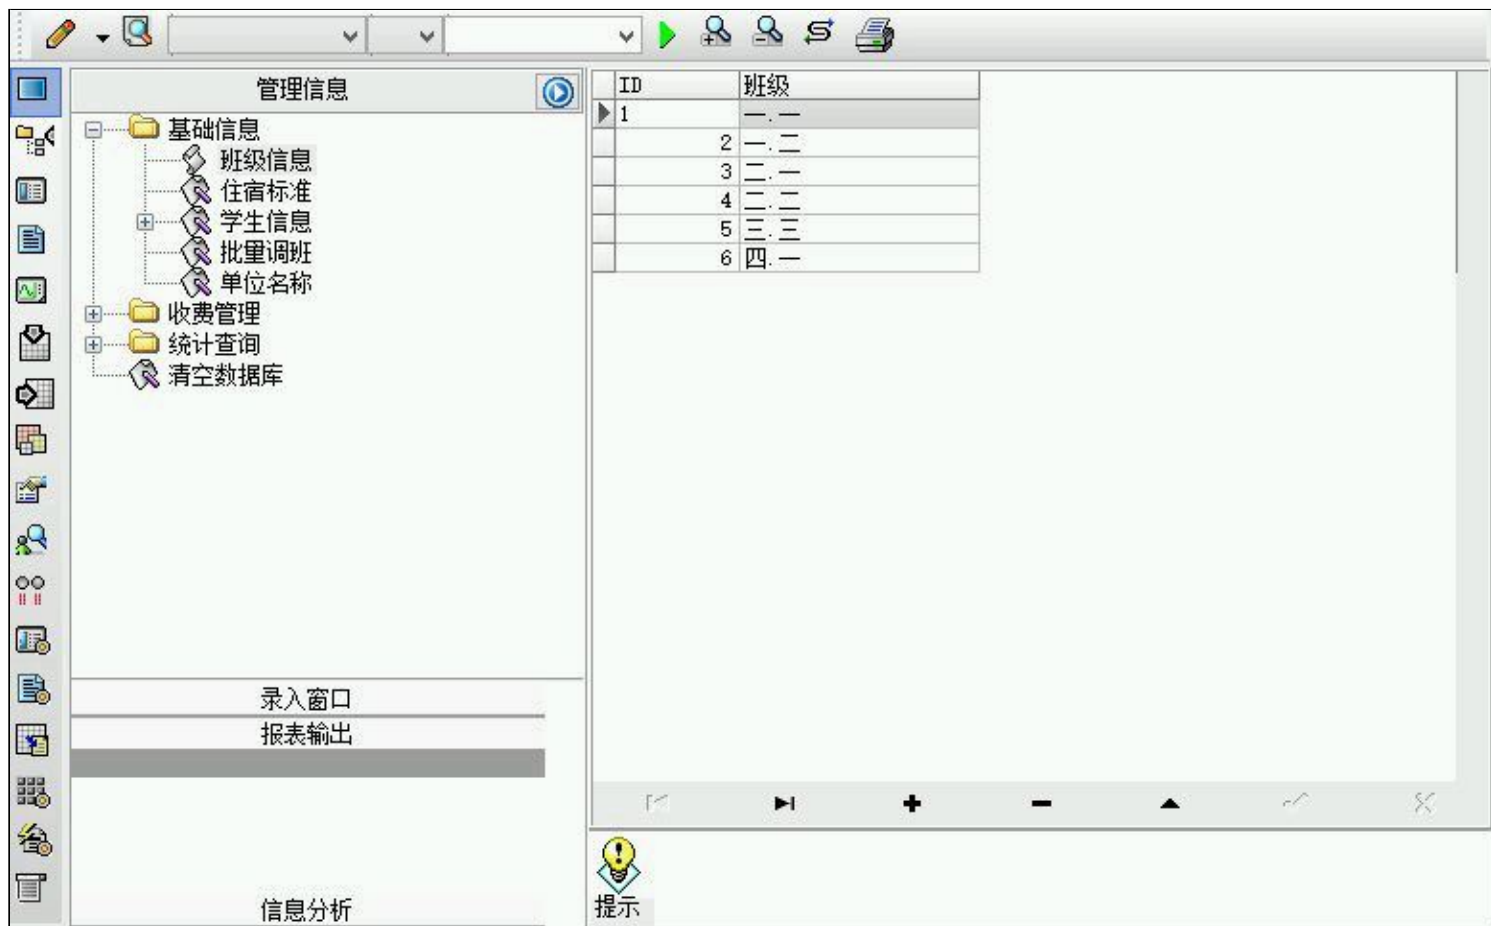 管理信息
基础信息
班级信息
住宿标准
学生信息
批里调班
单位名称
收费管理
统计查询
清空数据库
录入窗口
报表输出
信息分析
ID 班级
1 一.一
2 一.二
3 二.一
4 二.二
5 三.三
6 四.一
提示